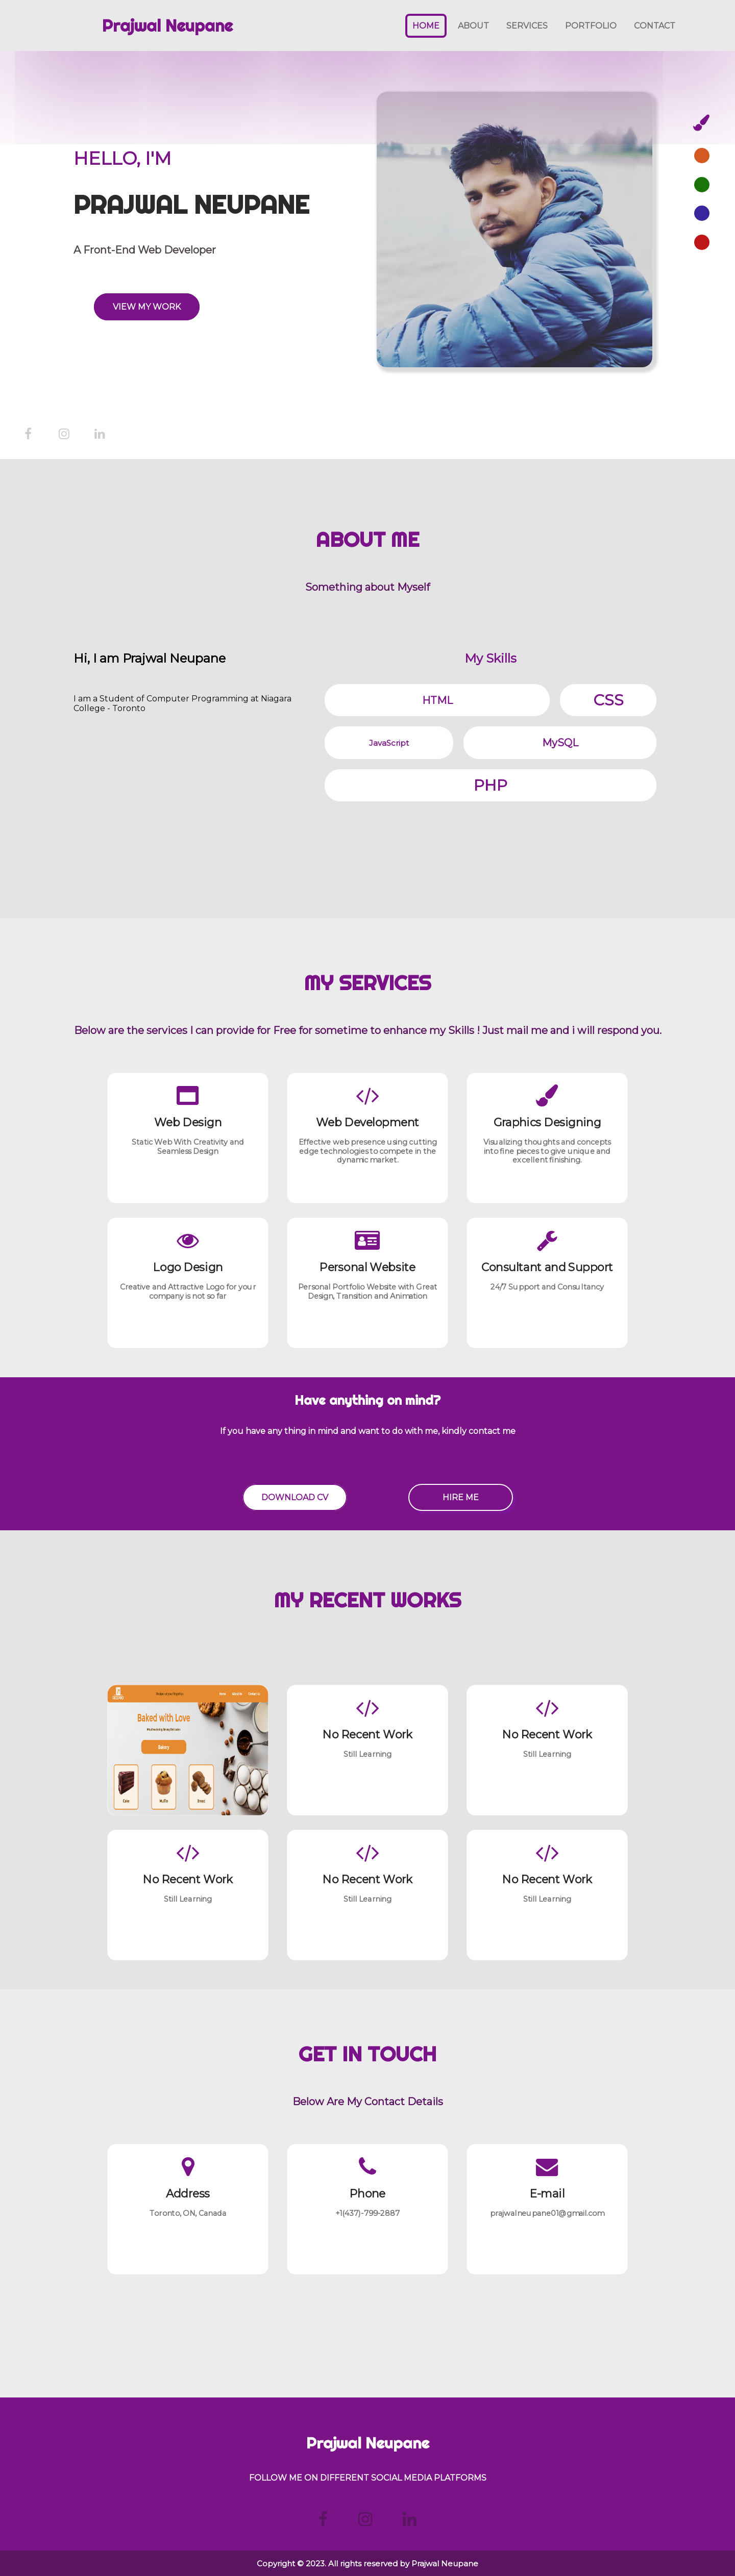 Prajwal Neupane
HOME ABOUT SERVICES PORTFOLIO CONTACT
HELLO, I'M
PRAJWAL NEUPANE
A Front-End Web Developer
VIEW MY WORK
ABOUT ME
Something about Myself
Hi, I am Prajwal Neupane
I am a Student of Computer Programming at Niagara
College - Toronto
My Skills
HTML
CSS
JavaScript
MySQL
PHP
MY SERVICES
Below are the services I can provide for Free for sometime to enhance my Skills ! Just mail me and i will respond you.
Web Design
Static Web With Creativity and
Seamless Design
Web Development
Effective web presence using cutting
edge technologies to compete in the
dynamic market.
Graphics Designing
Visualizing thoughts and concepts
into fine pieces to give unique and
excellent finishing.
Logo Design
Creative and Attractive Logo for your
company is not so far
Personal Website
Personal Portfolio Website with Great
Design, Transition and Animation
Consultant and Support
24/7 Support and Consultancy
Have anything on mind?
If you have any thing in mind and want to do with me, kindly contact me
DOWNLOAD CV
HIRE ME
MY RECENT WORKS
Baked with Love
Bakery
Cake
Muffin
Bread
No Recent Work
Still Learning
No Recent Work
Still Learning
No Recent Work
Still Learning
No Recent Work
Still Learning
No Recent Work
Still Learning
GET IN TOUCH
Below Are My Contact Details
Address
Toronto, ON, Canada
Phone
+1(437)-799-2887
E-mail
prajwalneupane01@gmail.com
Prajwal Neupane
FOLLOW ME ON DIFFERENT SOCIAL MEDIA PLATFORMS
Copyright © 2023. All rights reserved by Prajwal Neupane